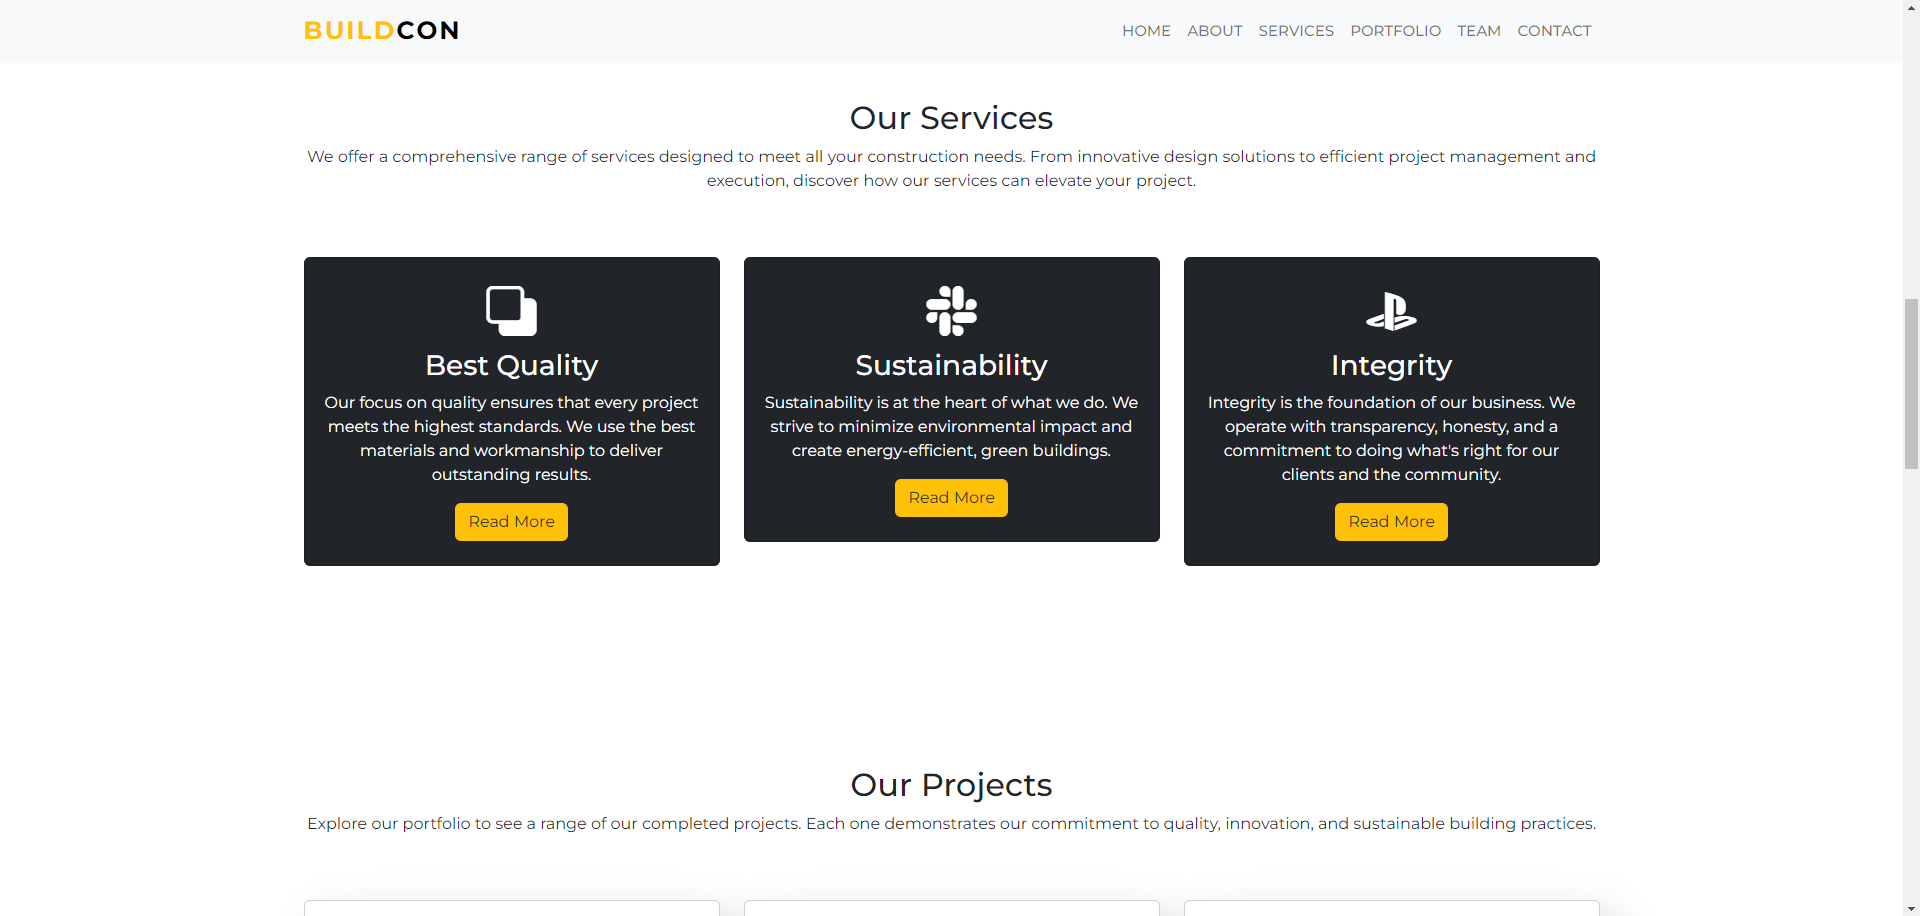 BUILDCON
HOME ABOUT SERVICES PORTFOLIO TEAM CONTACT
Our Services
We offer a comprehensive range of services designed to meet all your construction needs. From innovative design solutions to efficient project management and
execution, discover how our services can elevate your project.
Best Quality
Our focus on quality ensures that every project
meets the highest standards. We use the best
materials and workmanship to deliver
outstanding results.
Read More
Sustainability
Sustainability is at the heart of what we do. We
strive to minimize environmental impact and
create energy-efficient, green buildings.
Read More
Integrity
Integrity is the foundation of our business. We
operate with transparency, honesty, and a
commitment to doing what's right for our
clients and the community.
Read More
Our Projects
Explore our portfolio to see a range of our completed projects. Each one demonstrates our commitment to quality, innovation, and sustainable building practices.